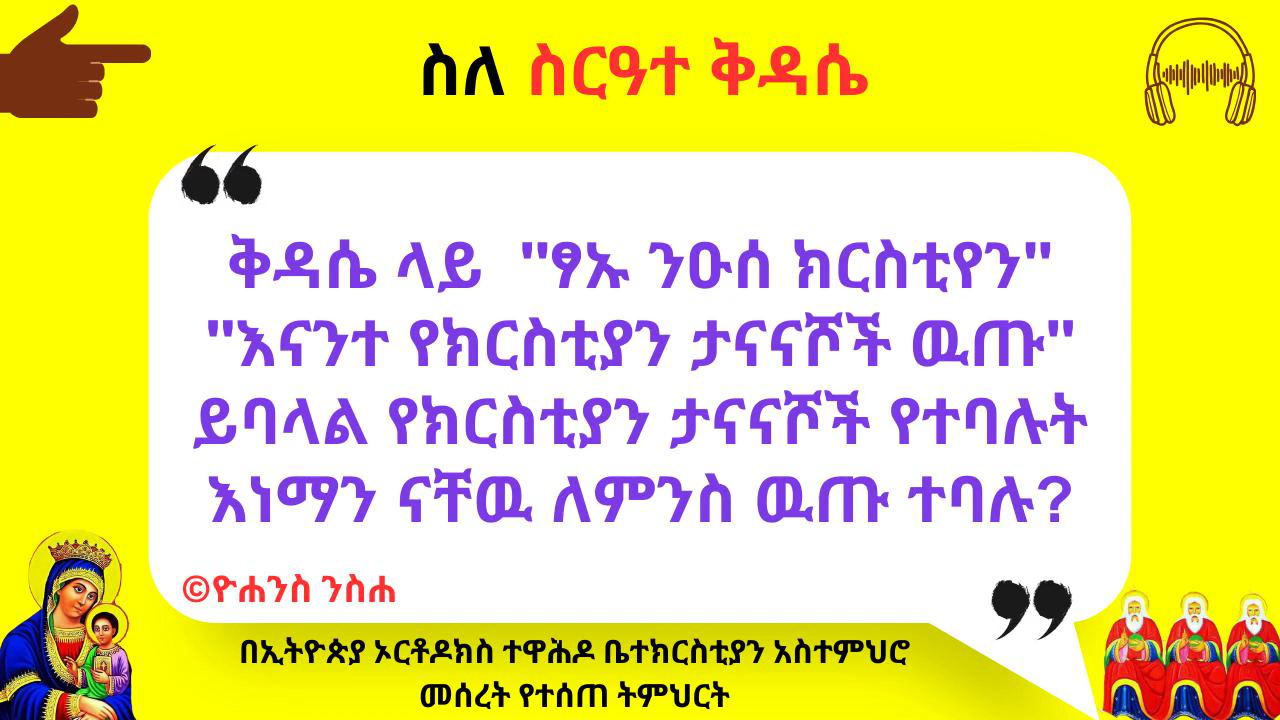 ስለ ስርዓተ ቅዳሴ
ቅዳሴ ላይ "ፃኡ ንዑሰ ክርስቲየን"
"እናንተ የክርስቲያን ታናናሾች ዉጡ"
ይባላል የክርስቲያን ታናናሾች የተባሉት
እነማን ናቸዉ ለምንስ ዉጡ ተባሉ?
©ዮሐንስ ንስሐ
በኢትዮጵያ ኦርቶዶክስ ተዋሕዶ ቤተክርስቲያን አስተምህሮ
መሰረት የተሰጠ ትምህርት